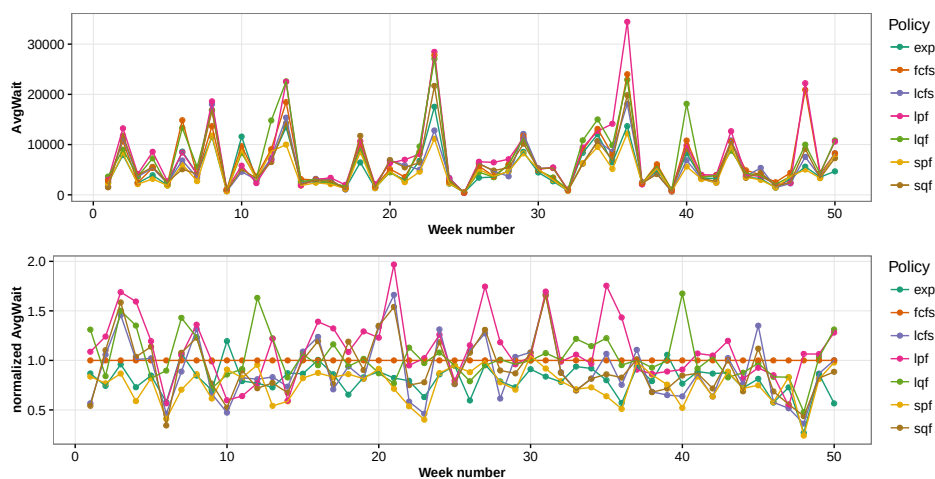 Policy
exp
fcfs
lcfs
lpf
lqf
spf
sqf
AvgWait
30000
20000
10000
0
0
10
20
30
40
50
Week number
Policy
exp
fcfs
lcfs
lpf
lqf
spf
sqf
normalized AvgWait
2.0
1.5
1.0
0.5
0
10
20
30
40
50
Week number